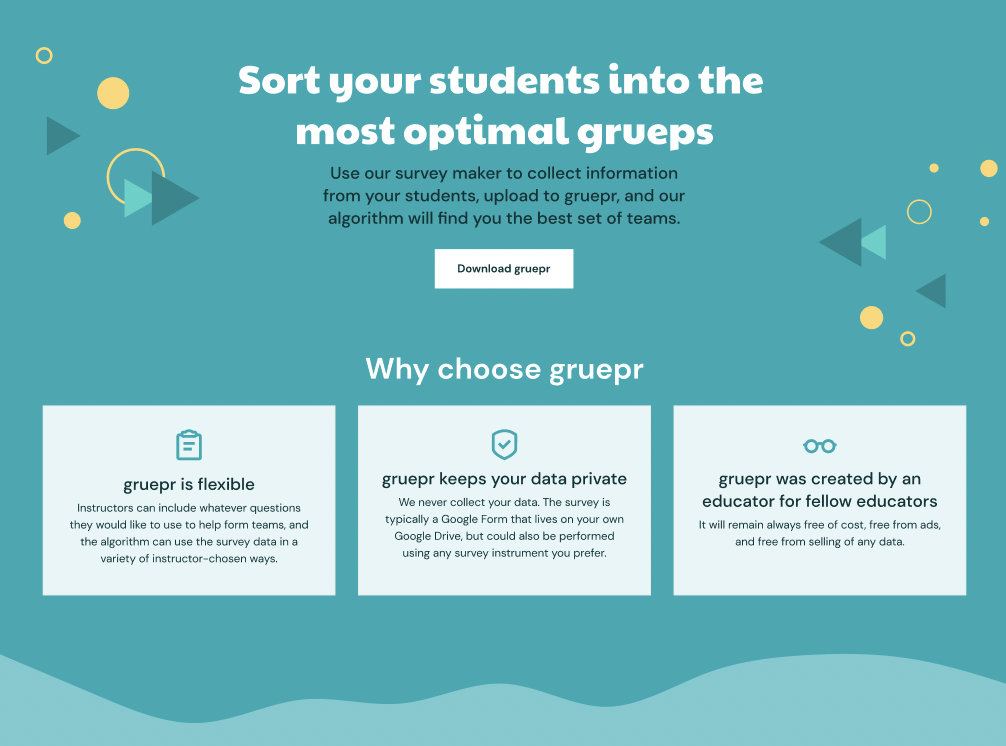 Sort your students into the
most optimal grueps
Use our survey maker to collect information
from your students, upload to gruepr, and our
algorithm will find you the best set of teams.
Download gruepr
Why choose gruepr
gruepr is flexible
Instructors can include whatever questions
they would like to use to help form teams, and
the algorithm can use the survey data in a
variety of instructor-chosen ways.
gruepr keeps your data private
We never collect your data. The survey is
typically a Google Form that lives on your own
Google Drive, but could also be performed
using any survey instrument you prefer.
gruepr was created by an
educator for fellow educators
It will remain always free of cost, free from ads,
and free from selling of any data.